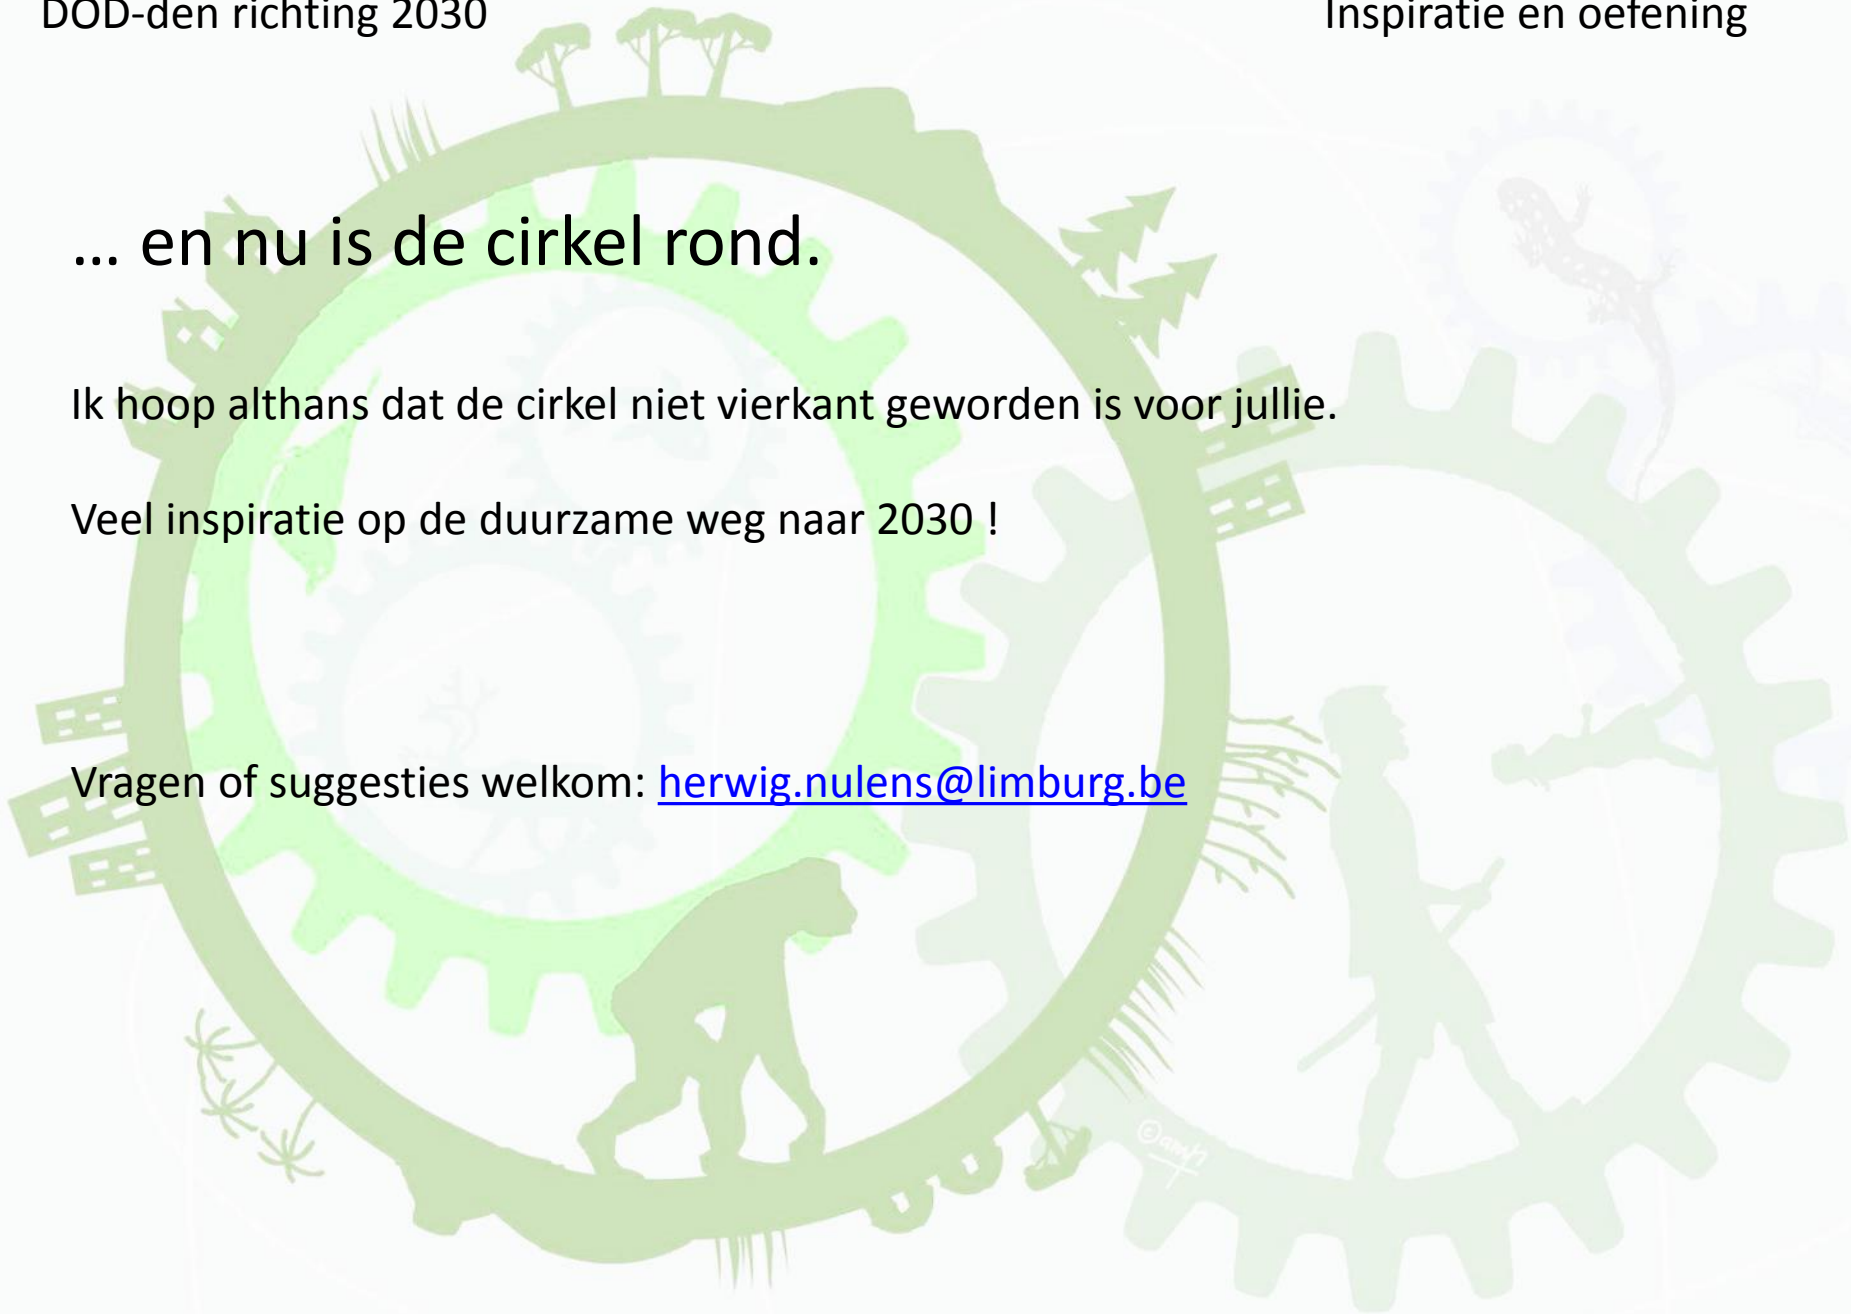 DOD-den richting 2030
Inspiratie en oefening
... en nu is de cirkel rond.
Ik hoop althans dat de cirkel niet vierkant geworden is voor jullie.
Veel inspiratie op de duurzame weg naar 2030 !
Vragen of suggesties welkom: herwig.nulens@limburg.be